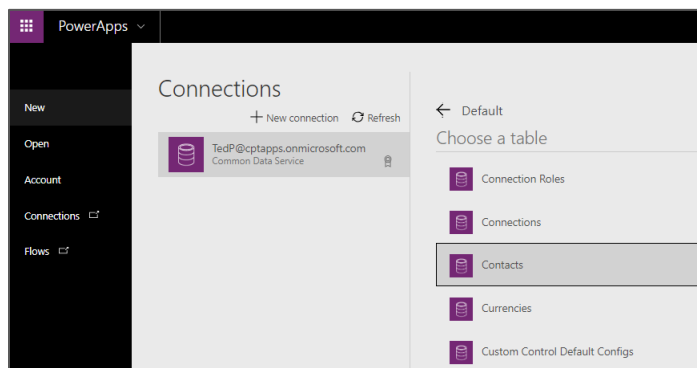 PowerApps
New
Open
Account
Connections
Flows
Connections
New connection Refresh
TedP@cptapps.onmicrosoft.com
Common Data Service
Default
Choose a table
Connection Roles
Connections
Contacts
Currencies
Custom Control Default Configs